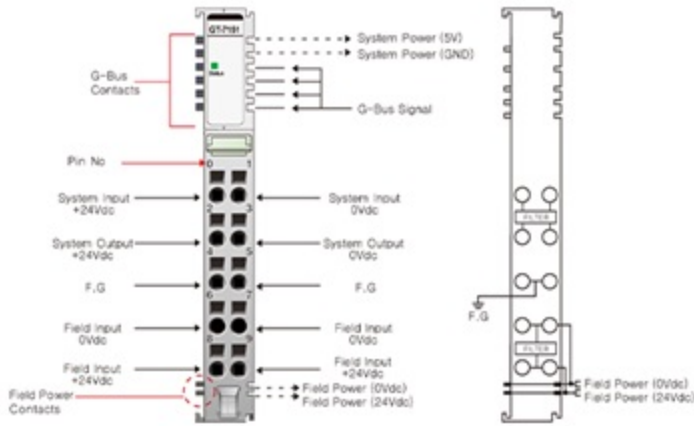 GT-7151
System Power (5V)
System Power (GND)
G-Bus
Contacts
G-Bus Signal
Pin No
0 1
System Input
+24Vdc
System Input
0Vdc
2 3
System Output
+24Vdc
System Output
0Vdc
4 5
F.G
F.G
6 7
Field Input
0Vdc
Field Input
0Vdc
8 9
Field Input
+24Vdc
Field Input
+24Vdc
Field Power
Contacts
Field Power (0Vdc)
Field Power (24Vdc)
FILTER
F.G
FILTER
Field Power (0Vdc)
Field Power (24Vdc)